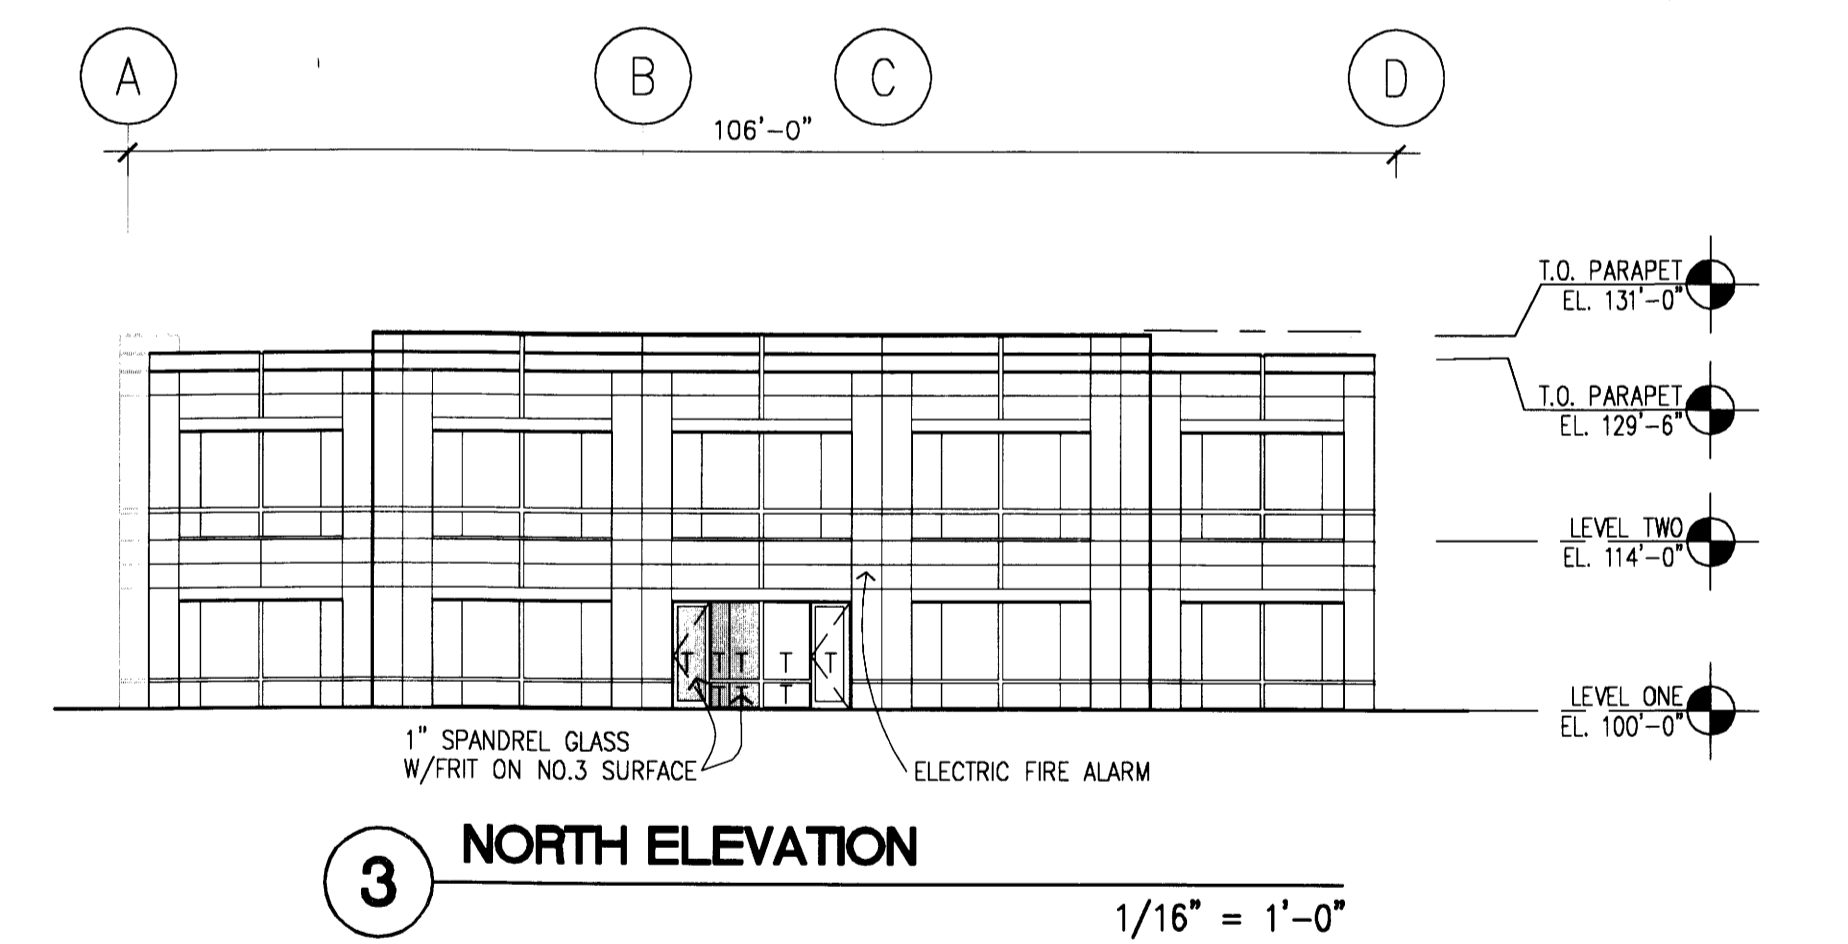 A B C D
106'-0"
T.O. PARAPET
EL. 131'-0"
T.O. PARAPET
EL. 129'-6"
LEVEL TWO
EL. 114'-0"
T T T T T
T T T
LEVEL ONE
EL. 100'-0"
1" SPANDREL GLASS
W/FRIT ON NO.3 SURFACE
ELECTRIC FIRE ALARM
3 NORTH ELEVATION
1/16" = 1'-0"